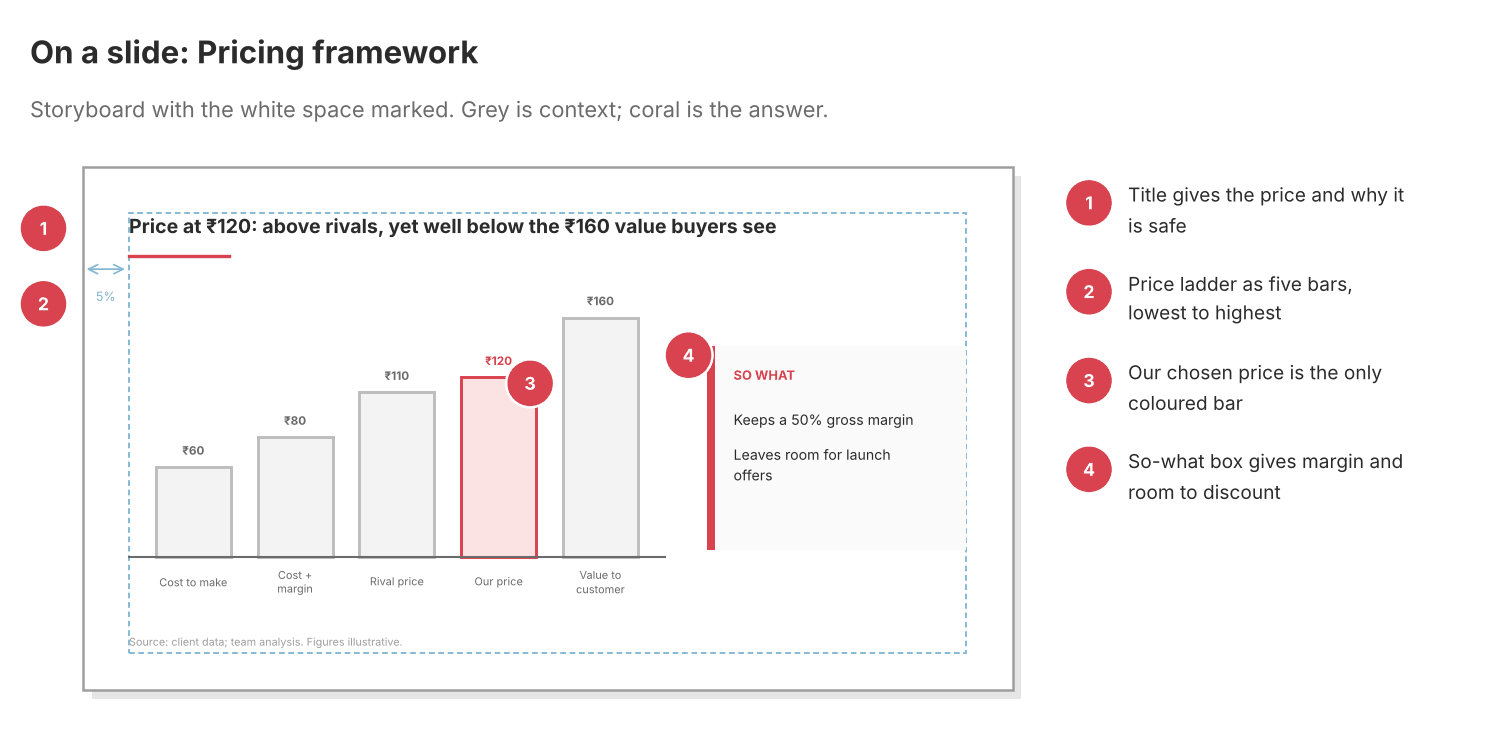 On a slide: Pricing framework
Storyboard with the white space marked. Grey is context; coral is the answer.
1
Price at ₹120: above rivals, yet well below the ₹160 value buyers see
2
5%
₹60
₹80
₹110
₹120
3
₹160
Cost to make
Cost +
margin
Rival price
Our price
Value to
customer
4
SO WHAT
Keeps a 50% gross margin
Leaves room for launch
offers
Source: client data; team analysis. Figures illustrative.
1
Title gives the price and why it
is safe
2
Price ladder as five bars,
lowest to highest
3
Our chosen price is the only
coloured bar
4
So-what box gives margin and
room to discount